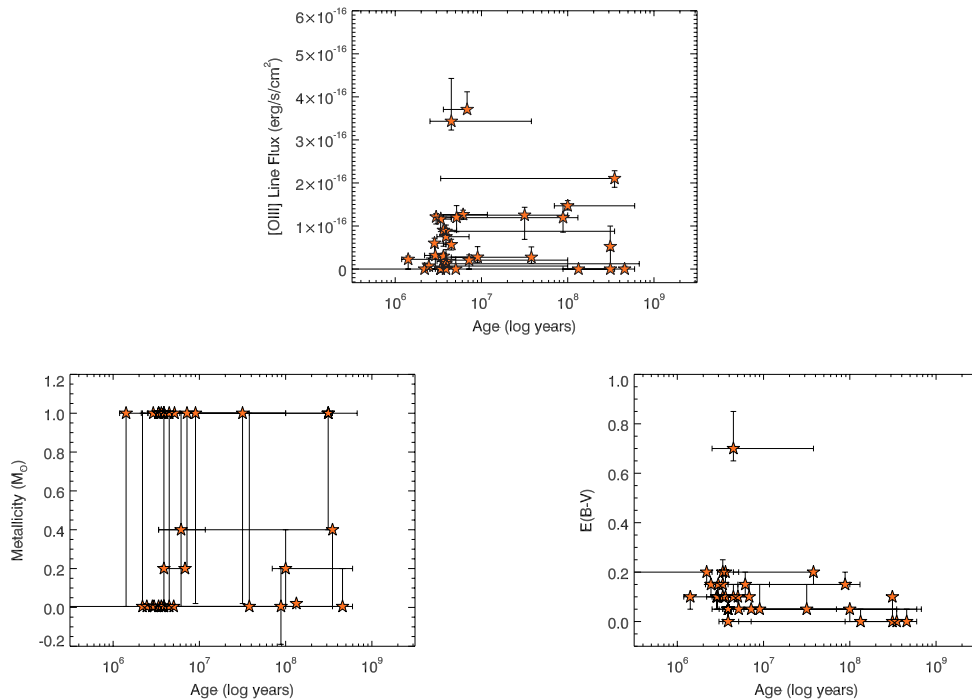 6×10⁻¹⁶
5×10⁻¹⁶
4×10⁻¹⁶
3×10⁻¹⁶
2×10⁻¹⁶
1×10⁻¹⁶
0
[OIII] Line Flux (erg/s/cm²)
10⁶ 10⁷ 10⁸ 10⁹
Age (log years)
1.2
1.0
0.8
0.6
0.4
0.2
0.0
-0.2
Metallicity (M_O)
10⁶ 10⁷ 10⁸ 10⁹
Age (log years)
1.0
0.8
0.6
0.4
0.2
0.0
E(B-V)
10⁶ 10⁷ 10⁸ 10⁹
Age (log years)